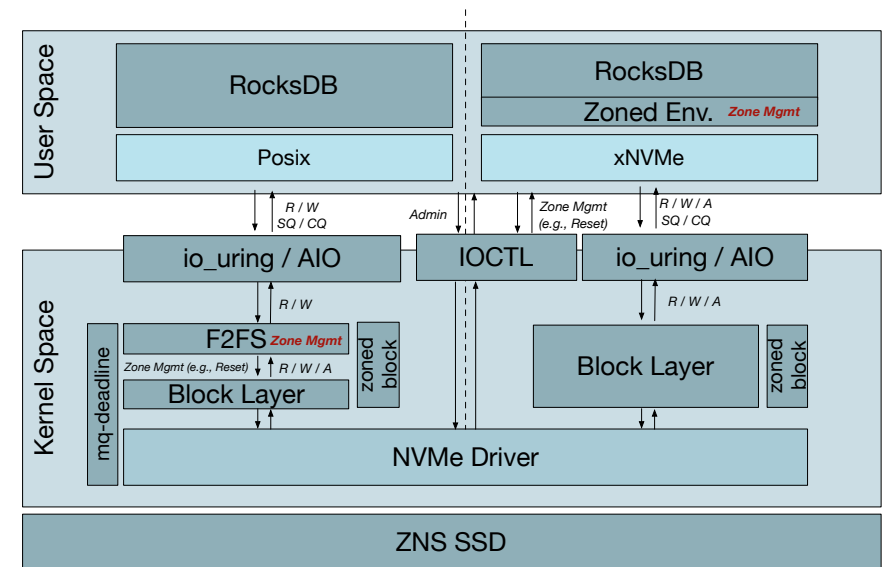 User Space
RocksDB
Posix
RocksDB
Zoned Env. Zone Mgmt
xNVMe
R / W
SQ / CQ
Admin
Zone Mgmt
(e.g., Reset)
R / W / A
SQ / CQ
Kernel Space
io_uring / AIO
IOCTL
io_uring / AIO
R / W
R / W / A
mq-deadline
F2FS Zone Mgmt
Zone Mgmt (e.g., Reset)
R / W / A
Block Layer
zoned
block
Block Layer
zoned
block
NVMe Driver
ZNS SSD